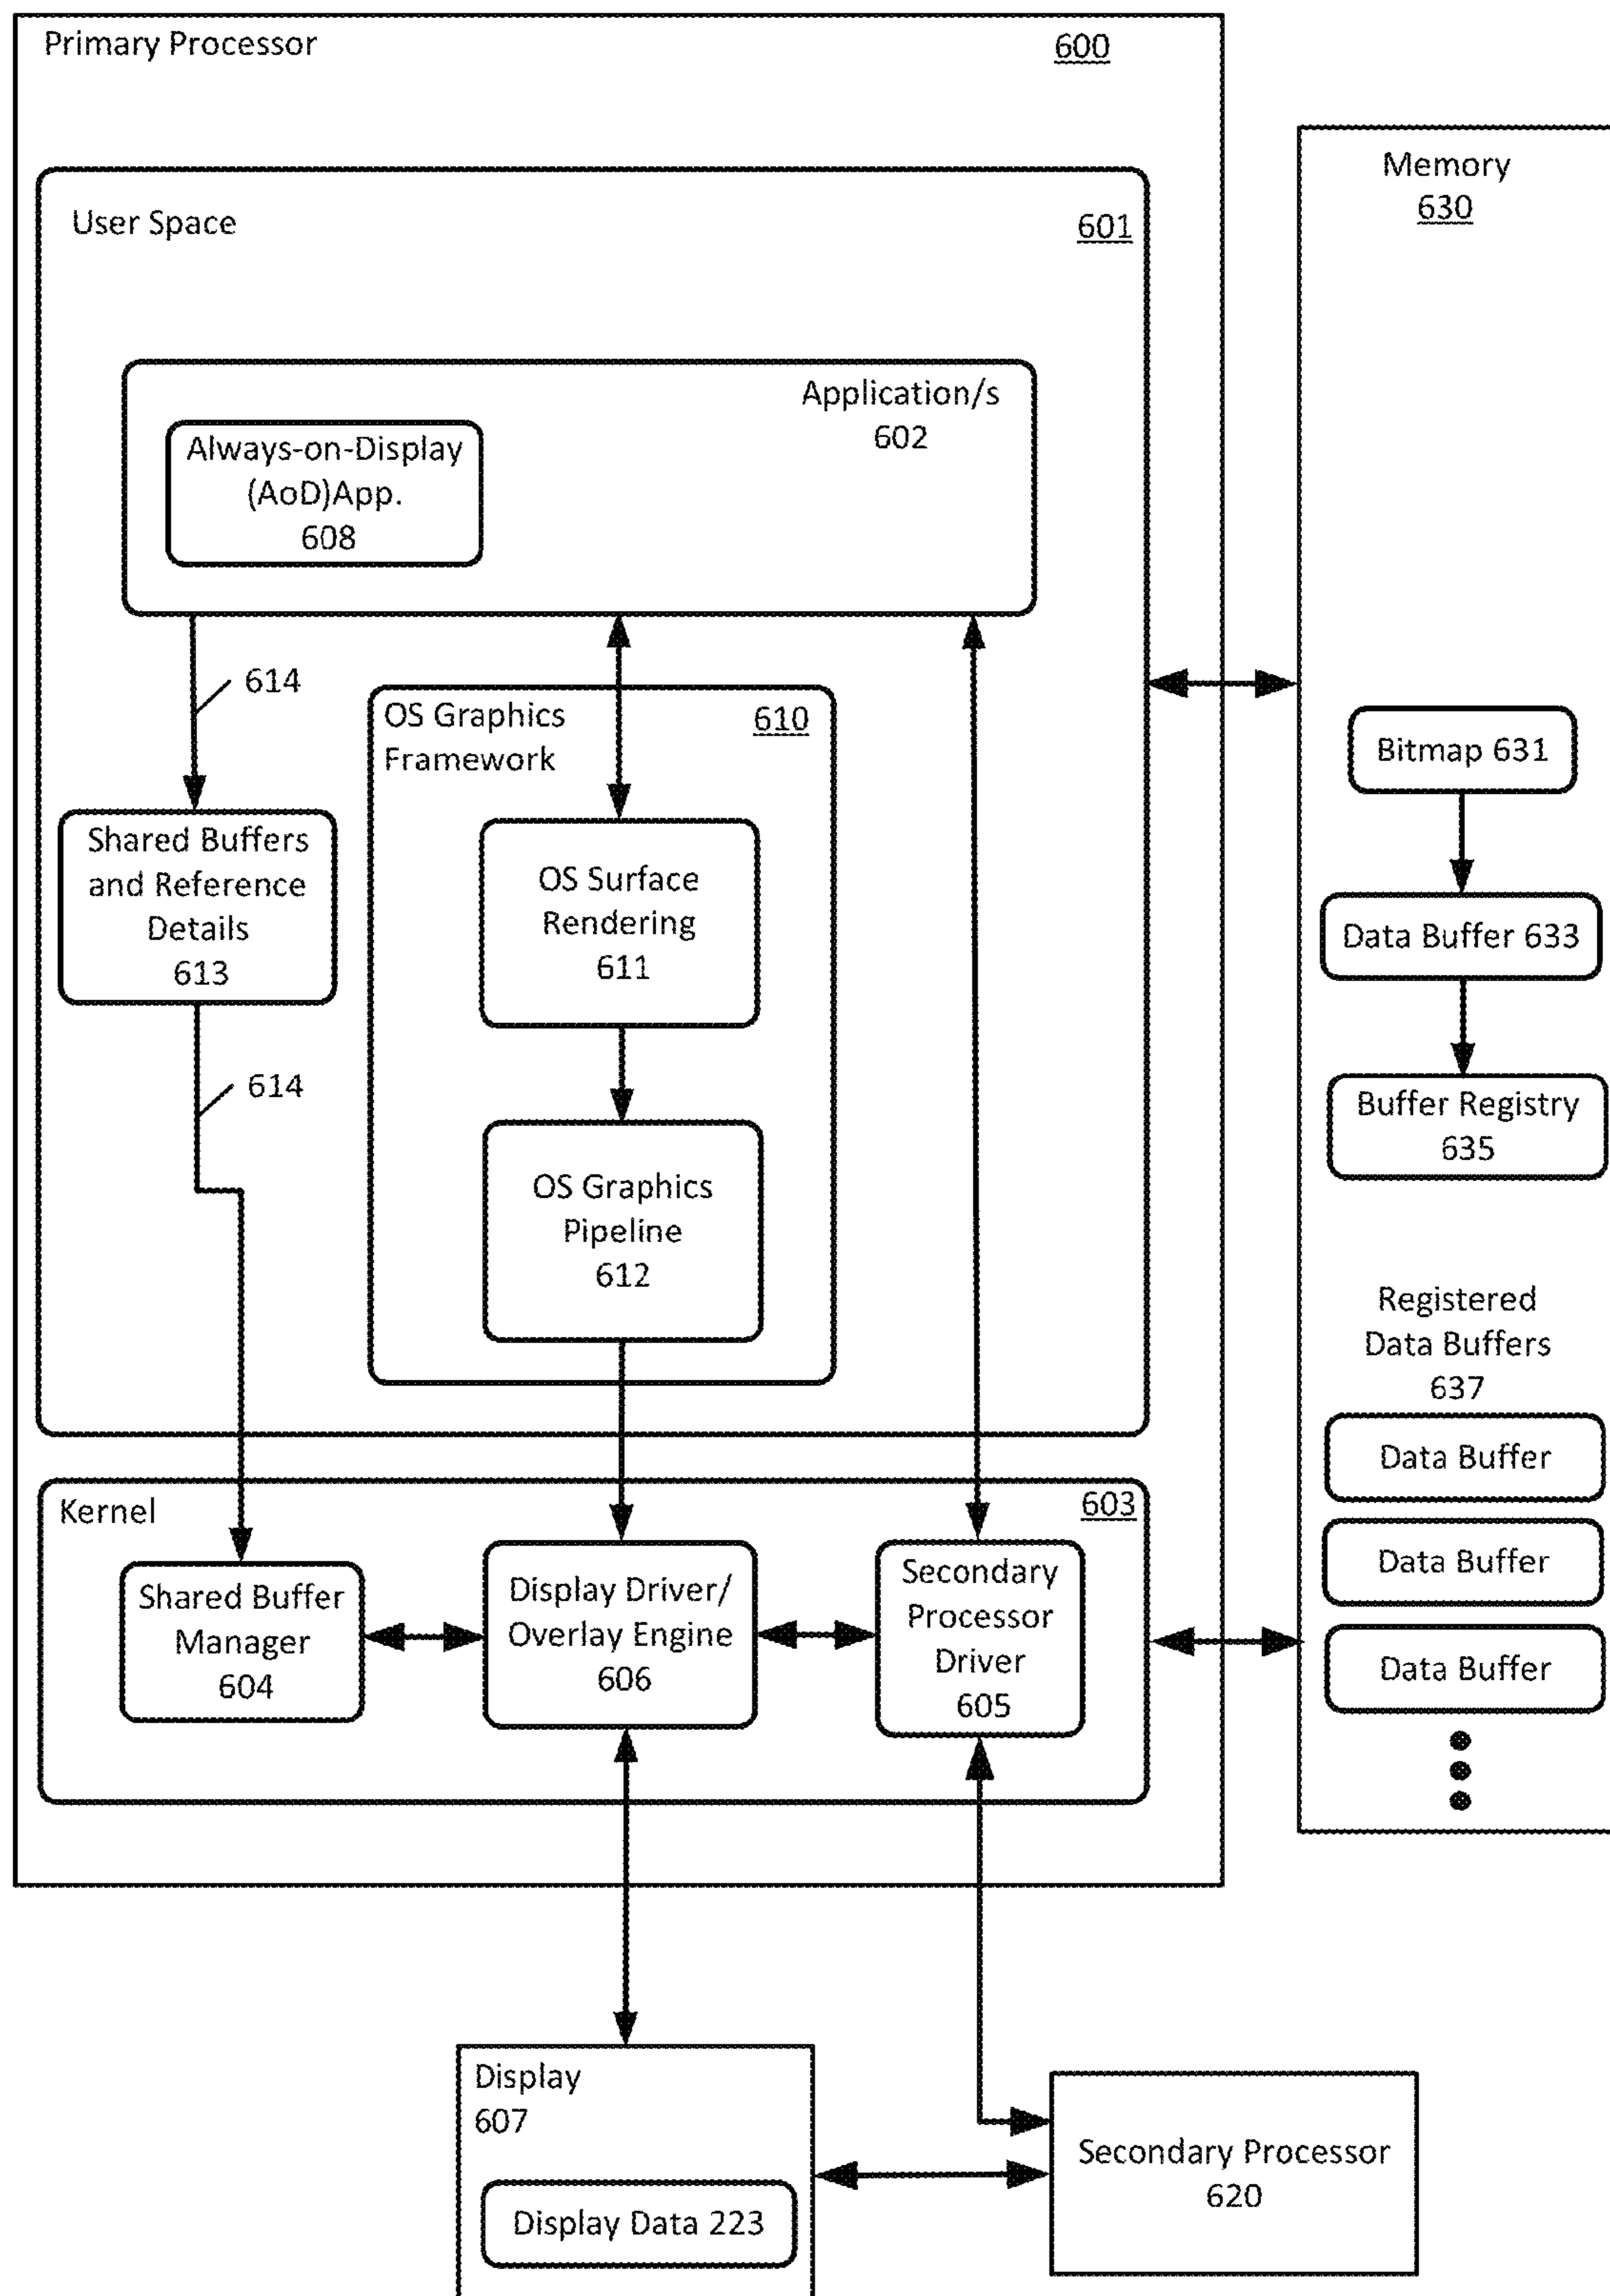 Primary Processor
600
User Space
601
Application/s
602
Always-on-Display
(AoD)App.
608
614
OS Graphics
Framework
610
Shared Buffers
and Reference
Details
613
OS Surface
Rendering
611
614
OS Graphics
Pipeline
612
Kernel
603
Shared Buffer
Manager
604
Display Driver/
Overlay Engine
606
Secondary
Processor
Driver
605
Memory
630
Bitmap 631
Data Buffer 633
Buffer Registry
635
Registered
Data Buffers
637
Data Buffer
Data Buffer
Data Buffer
Display
607
Display Data 223
Secondary Processor
620